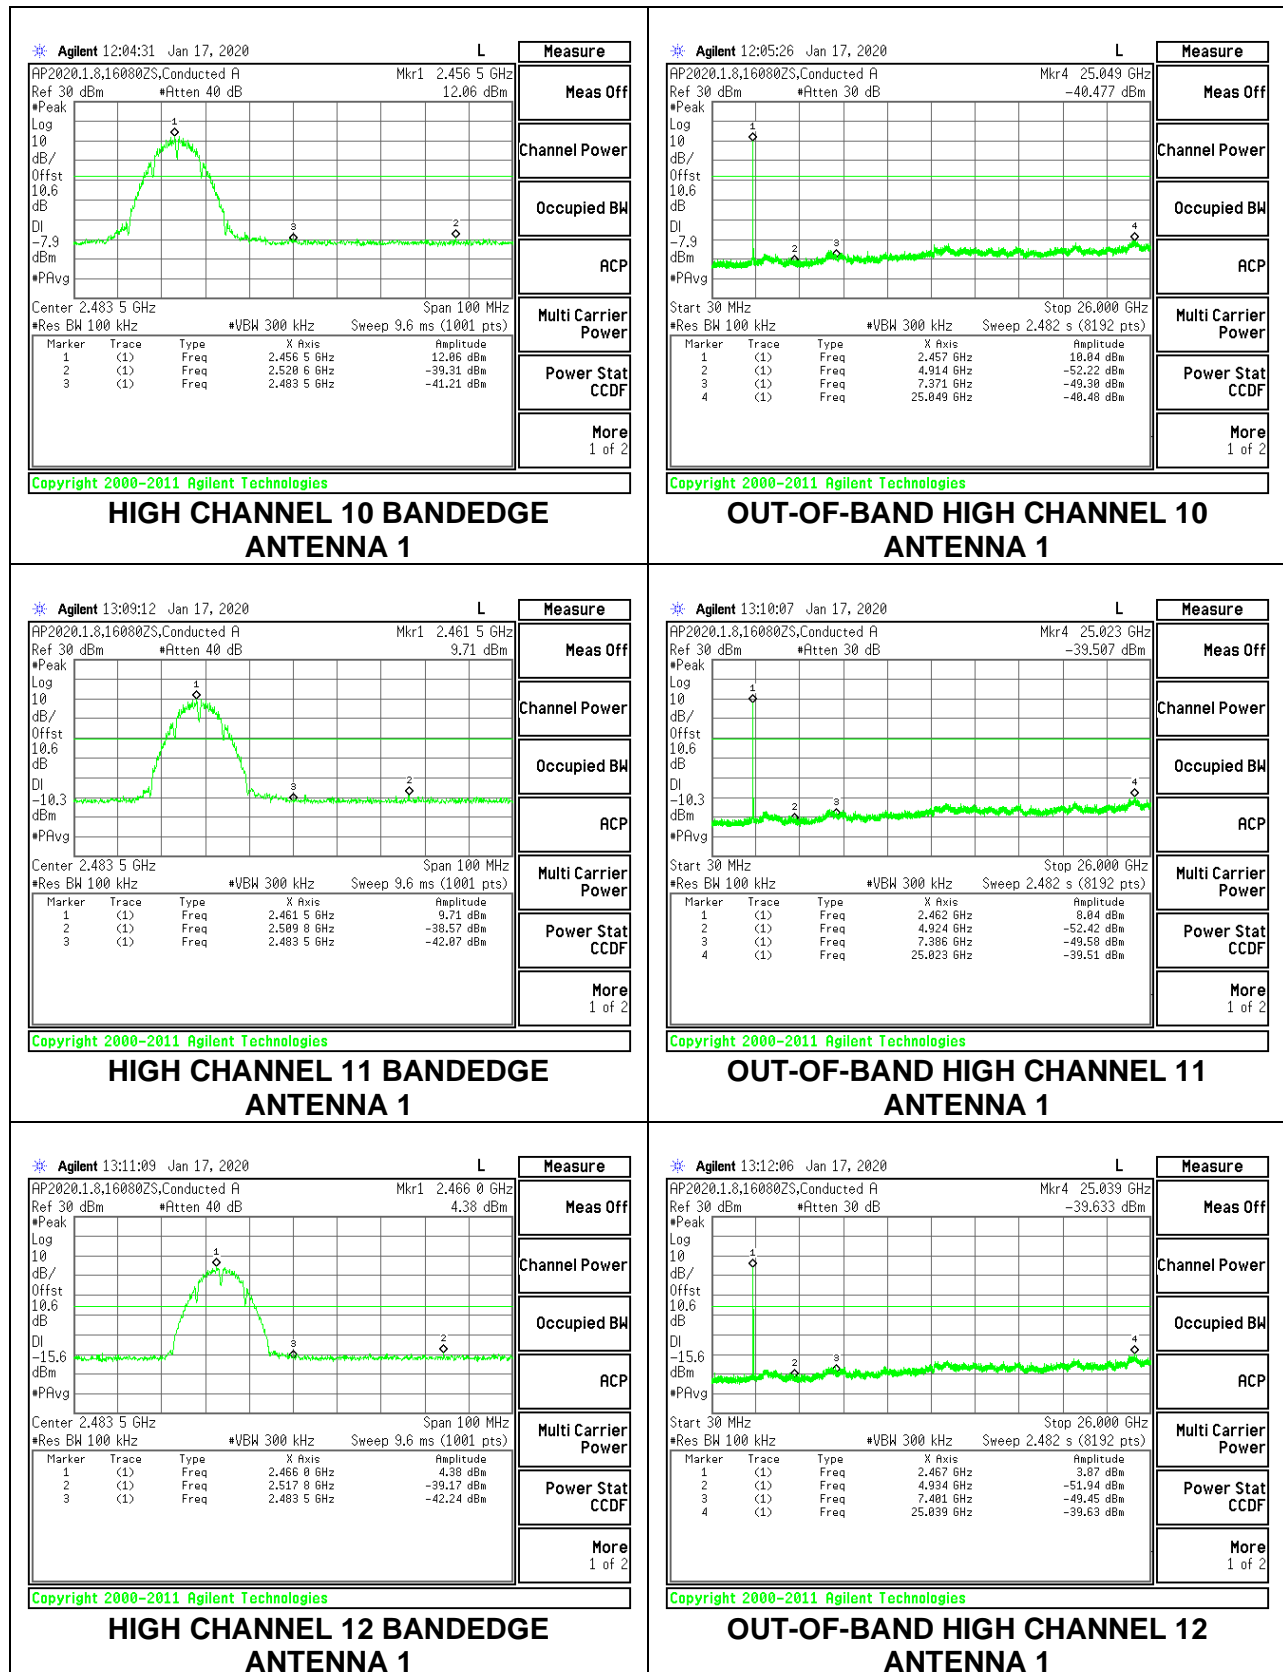 Agilent 12:04:31 Jan 17, 2020 L
Measure
AP2020.1.8,16080ZS,Conducted A Mkr1 2.456 5 GHz
Ref 30 dBm #Atten 40 dB 12.06 dBm
Meas Off
#Peak
Log
10
dB/
Offst
10.6
dB
DI
-7.9
dBm
#PAvg
1
3
2
Channel Power
Occupied BW
ACP
Center 2.483 5 GHz Span 100 MHz
#Res BW 100 kHz #VBW 300 kHz Sweep 9.6 ms (1001 pts)
Multi Carrier
Power
Marker Trace Type X Axis Amplitude
1 (1) Freq 2.456 5 GHz 12.06 dBm
2 (1) Freq 2.520 6 GHz -39.31 dBm
3 (1) Freq 2.483 5 GHz -41.21 dBm
Power Stat
CCDF
More
1 of 2
Copyright 2000-2011 Agilent Technologies
HIGH CHANNEL 10 BANDEDGE
ANTENNA 1
Agilent 12:05:26 Jan 17, 2020 L
Measure
AP2020.1.8,16080ZS,Conducted A Mkr4 25.049 GHz
Ref 30 dBm #Atten 40 dB -40.477 dBm
Meas Off
#Peak
Log
10
dB/
Offst
10.6
dB
DI
-7.9
dBm
#PAvg
1
2
3
4
Channel Power
Occupied BW
ACP
Start 30 MHz Stop 26.000 GHz
#Res BW 100 kHz #VBW 300 kHz Sweep 2.482 s (8192 pts)
Multi Carrier
Power
Marker Trace Type X Axis Amplitude
1 (1) Freq 2.457 GHz 10.04 dBm
2 (1) Freq 4.914 GHz -52.22 dBm
3 (1) Freq 7.371 GHz -49.30 dBm
4 (1) Freq 25.049 GHz -40.48 dBm
Power Stat
CCDF
More
1 of 2
Copyright 2000-2011 Agilent Technologies
OUT-OF-BAND HIGH CHANNEL 10
ANTENNA 1
Agilent 13:09:12 Jan 17, 2020 L
Measure
AP2020.1.8,16080ZS,Conducted A Mkr1 2.461 5 GHz
Ref 30 dBm #Atten 40 dB 9.71 dBm
Meas Off
#Peak
Log
10
dB/
Offst
10.6
dB
DI
-10.3
dBm
#PAvg
1
3
2
Channel Power
Occupied BW
ACP
Center 2.483 5 GHz Span 100 MHz
#Res BW 100 kHz #VBW 300 kHz Sweep 9.6 ms (1001 pts)
Multi Carrier
Power
Marker Trace Type X Axis Amplitude
1 (1) Freq 2.461 5 GHz 9.71 dBm
2 (1) Freq 2.509 8 GHz -38.57 dBm
3 (1) Freq 2.483 5 GHz -42.07 dBm
Power Stat
CCDF
More
1 of 2
Copyright 2000-2011 Agilent Technologies
HIGH CHANNEL 11 BANDEDGE
ANTENNA 1
Agilent 13:10:07 Jan 17, 2020 L
Measure
AP2020.1.8,16080ZS,Conducted A Mkr4 25.023 GHz
Ref 30 dBm #Atten 30 dB -39.507 dBm
Meas Off
#Peak
Log
10
dB/
Offst
10.6
dB
DI
-10.3
dBm
#PAvg
1
2
3
4
Channel Power
Occupied BW
ACP
Start 30 MHz Stop 26.000 GHz
#Res BW 100 kHz #VBW 300 kHz Sweep 2.482 s (8192 pts)
Multi Carrier
Power
Marker Trace Type X Axis Amplitude
1 (1) Freq 2.462 GHz 8.04 dBm
2 (1) Freq 4.924 GHz -52.42 dBm
3 (1) Freq 7.386 GHz -49.58 dBm
4 (1) Freq 25.023 GHz -39.51 dBm
Power Stat
CCDF
More
1 of 2
Copyright 2000-2011 Agilent Technologies
OUT-OF-BAND HIGH CHANNEL 11
ANTENNA 1
Agilent 13:11:09 Jan 17, 2020 L
Measure
AP2020.1.8,16080ZS,Conducted A Mkr1 2.466 0 GHz
Ref 30 dBm #Atten 40 dB 4.38 dBm
Meas Off
#Peak
Log
10
dB/
Offst
10.6
dB
DI
-15.6
dBm
#PAvg
1
3
2
Channel Power
Occupied BW
ACP
Center 2.483 5 GHz Span 100 MHz
#Res BW 100 kHz #VBW 300 kHz Sweep 9.6 ms (1001 pts)
Multi Carrier
Power
Marker Trace Type X Axis Amplitude
1 (1) Freq 2.466 0 GHz 4.38 dBm
2 (1) Freq 2.517 8 GHz -39.17 dBm
3 (1) Freq 2.483 5 GHz -42.24 dBm
Power Stat
CCDF
More
1 of 2
Copyright 2000-2011 Agilent Technologies
HIGH CHANNEL 12 BANDEDGE
ANTENNA 1
Agilent 13:12:06 Jan 17, 2020 L
Measure
AP2020.1.8,16080ZS,Conducted A Mkr4 25.039 GHz
Ref 30 dBm #Atten 30 dB -39.633 dBm
Meas Off
#Peak
Log
10
dB/
Offst
10.6
dB
DI
-15.6
dBm
#PAvg
1
2
3
4
Channel Power
Occupied BW
ACP
Start 30 MHz Stop 26.000 GHz
#Res BW 100 kHz #VBW 300 kHz Sweep 2.482 s (8192 pts)
Multi Carrier
Power
Marker Trace Type X Axis Amplitude
1 (1) Freq 2.467 GHz 3.87 dBm
2 (1) Freq 4.934 GHz -51.94 dBm
3 (1) Freq 7.401 GHz -49.45 dBm
4 (1) Freq 25.039 GHz -39.63 dBm
Power Stat
CCDF
More
1 of 2
Copyright 2000-2011 Agilent Technologies
OUT-OF-BAND HIGH CHANNEL 12
ANTENNA 1